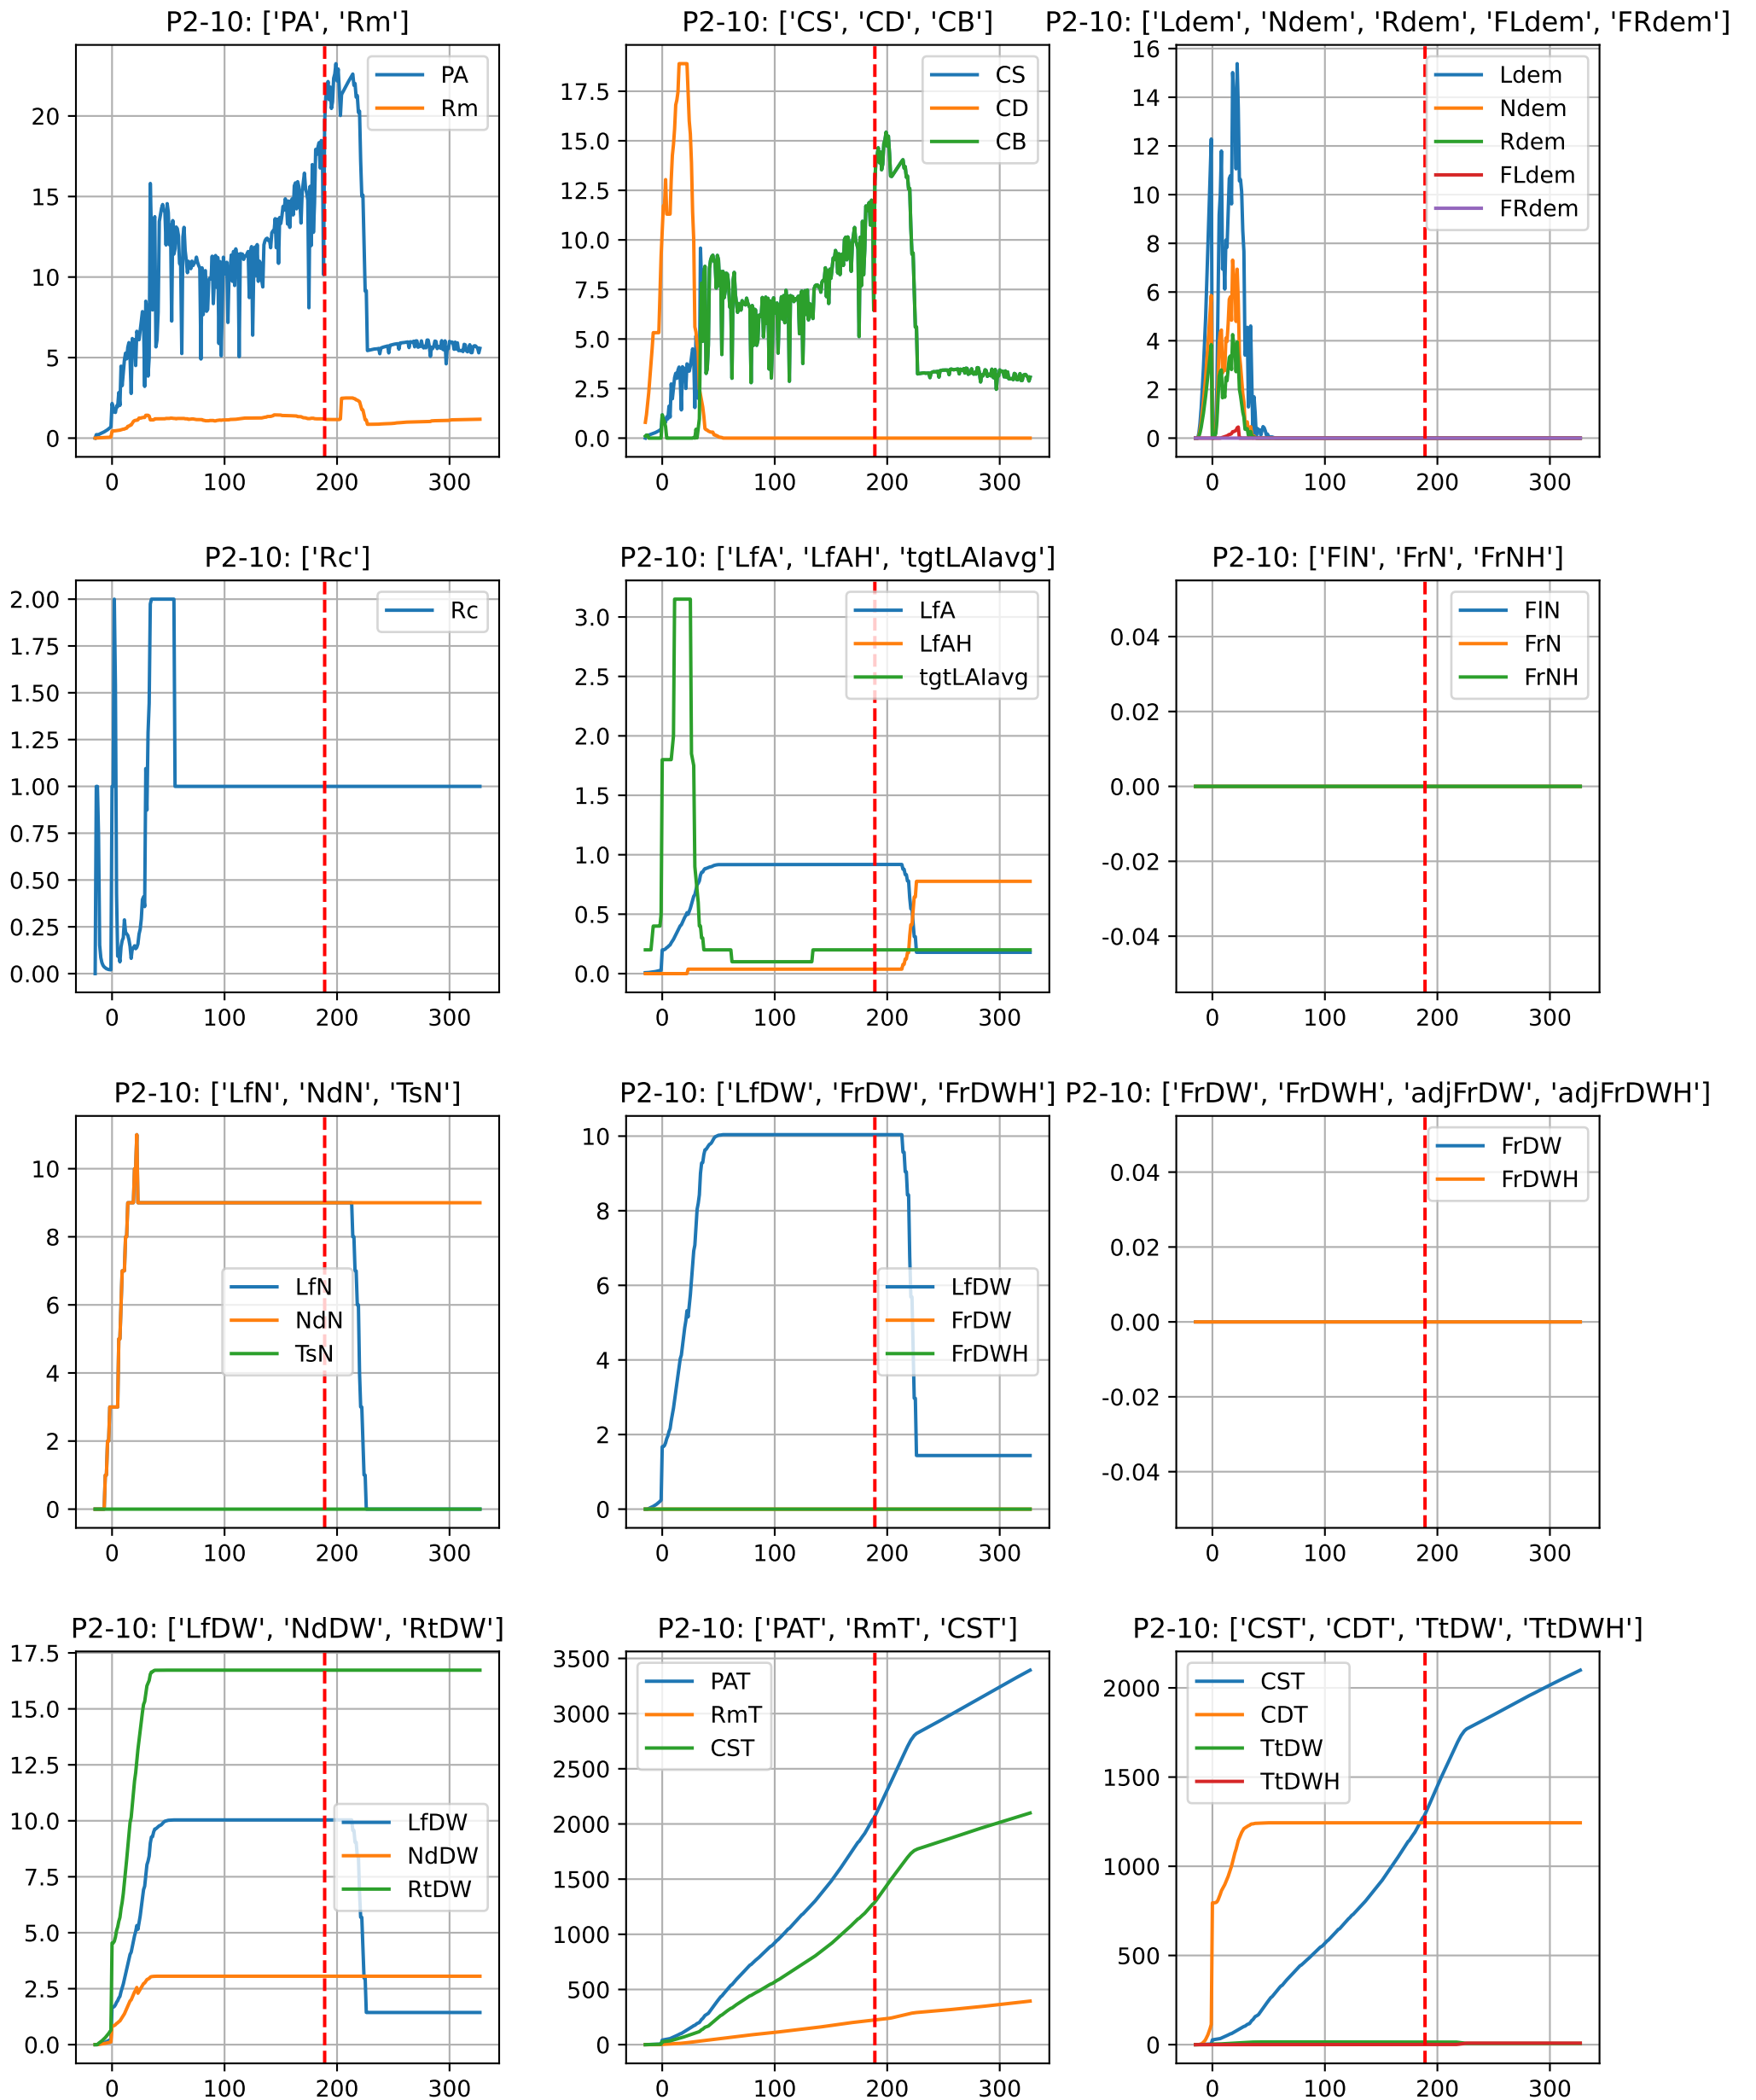 P2-10: ['PA', 'Rm']
20
15
10
5
0
0 100 200 300
PA
Rm
P2-10: ['CS', 'CD', 'CB']
17.5
15.0
12.5
10.0
7.5
5.0
2.5
0.0
0 100 200 300
CS
CD
CB
P2-10: ['Ldem', 'Ndem', 'Rdem', 'FLdem', 'FRdem']
16
14
12
10
8
6
4
2
0
0 100 200 300
Ldem
Ndem
Rdem
FLdem
FRdem
P2-10: ['Rc']
2.00
1.75
1.50
1.25
1.00
0.75
0.50
0.25
0.00
0 100 200 300
Rc
P2-10: ['LfA', 'LfAH', 'tgtLAIavg']
3.0
2.5
2.0
1.5
1.0
0.5
0.0
0 100 200 300
LfA
LfAH
tgtLAIavg
P2-10: ['FlN', 'FrN', 'FrNH']
0.04
0.02
0.00
-0.02
-0.04
0 100 200 300
FlN
FrN
FrNH
P2-10: ['LfN', 'NdN', 'TsN']
10
8
6
4
2
0
0 100 200 300
LfN
NdN
TsN
P2-10: ['LfDW', 'FrDW', 'FrDWH']
10
8
6
4
2
0
0 100 200 300
LfDW
FrDW
FrDWH
P2-10: ['FrDW', 'FrDWH', 'adjFrDW', 'adjFrDWH']
0.04
0.02
0.00
-0.02
-0.04
0 100 200 300
FrDW
FrDWH
P2-10: ['LfDW', 'NdDW', 'RtDW']
17.5
15.0
12.5
10.0
7.5
5.0
2.5
0.0
0 100 200 300
LfDW
NdDW
RtDW
P2-10: ['PAT', 'RmT', 'CST']
3500
3000
2500
2000
1500
1000
500
0
0 100 200 300
PAT
RmT
CST
P2-10: ['CST', 'CDT', 'TtDW', 'TtDWH']
2000
1500
1000
500
0
0 100 200 300
CST
CDT
TtDW
TtDWH